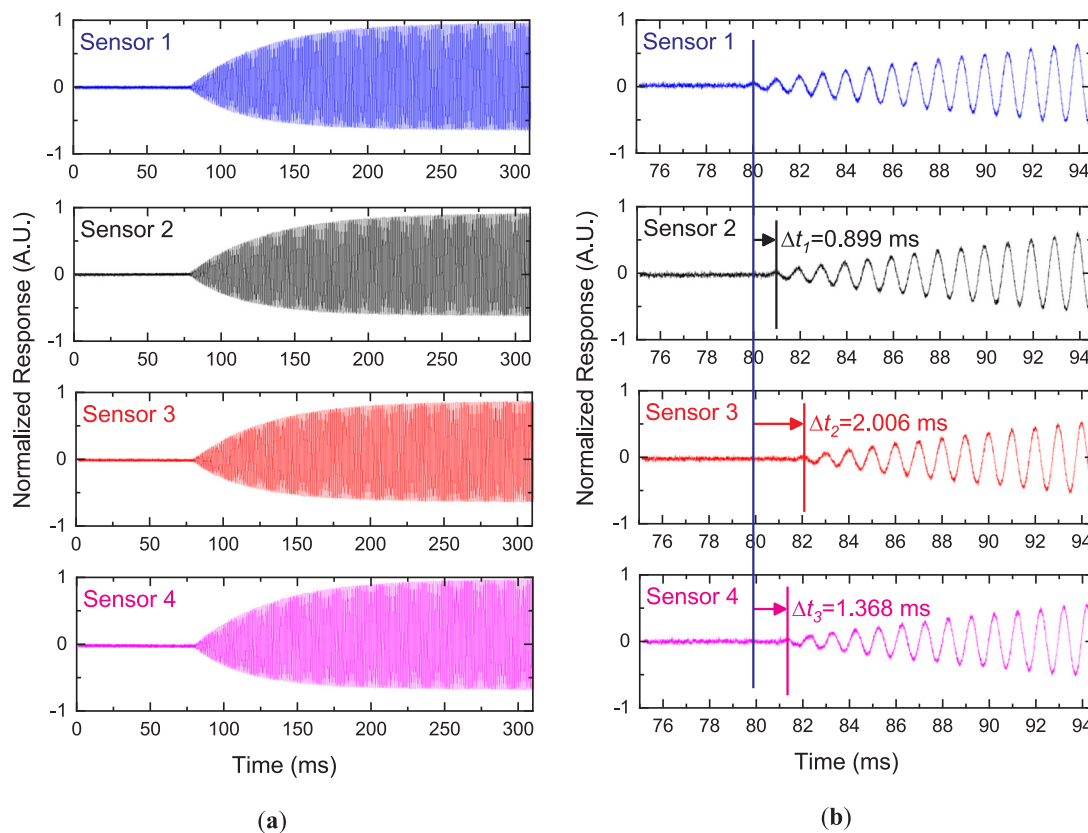 Normalized Response (A.U.)
1
0
-1
Sensor 1
0 50 100 150 200 250 300
1
0
-1
Sensor 2
0 50 100 150 200 250 300
1
0
-1
Sensor 3
0 50 100 150 200 250 300
1
0
-1
Sensor 4
0 50 100 150 200 250 300
Time (ms)
(a)
Normalized Response (A.U.)
1
0
-1
Sensor 1
76 78 80 82 84 86 88 90 92 94
1
0
-1
Sensor 2
Δt1=0.899 ms
76 78 80 82 84 86 88 90 92 94
1
0
-1
Sensor 3
Δt2=2.006 ms
76 78 80 82 84 86 88 90 92 94
1
0
-1
Sensor 4
Δt3=1.368 ms
76 78 80 82 84 86 88 90 92 94
Time (ms)
(b)